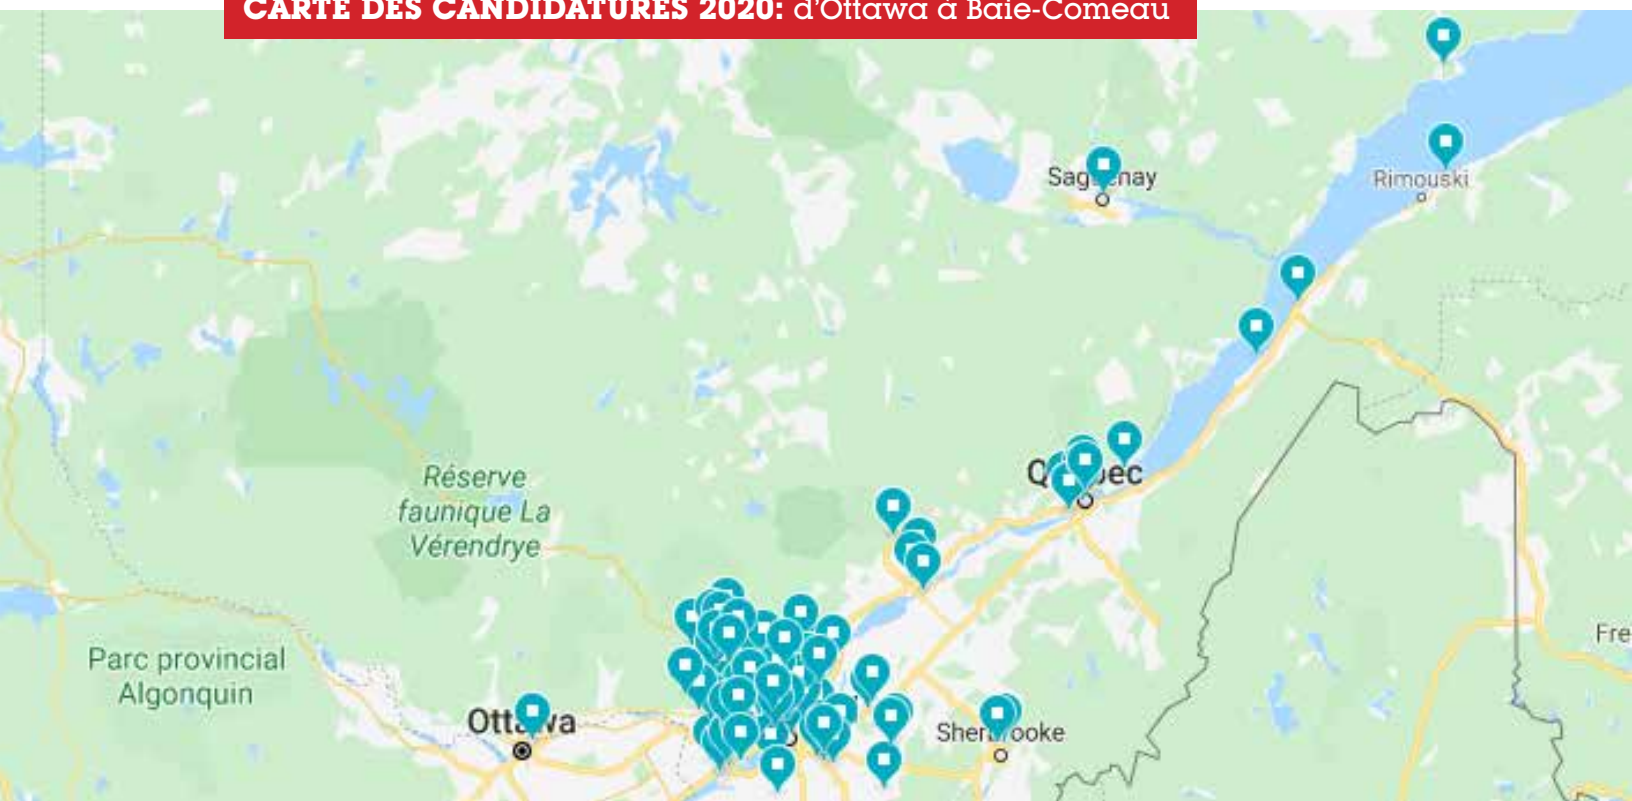 CARTE DES CANDIDATURES 2020: d'Ottawa à Baie-Comeau
Rimouski
Réserve
faunique La
Vérendrye
Parc provincial
Algonquin